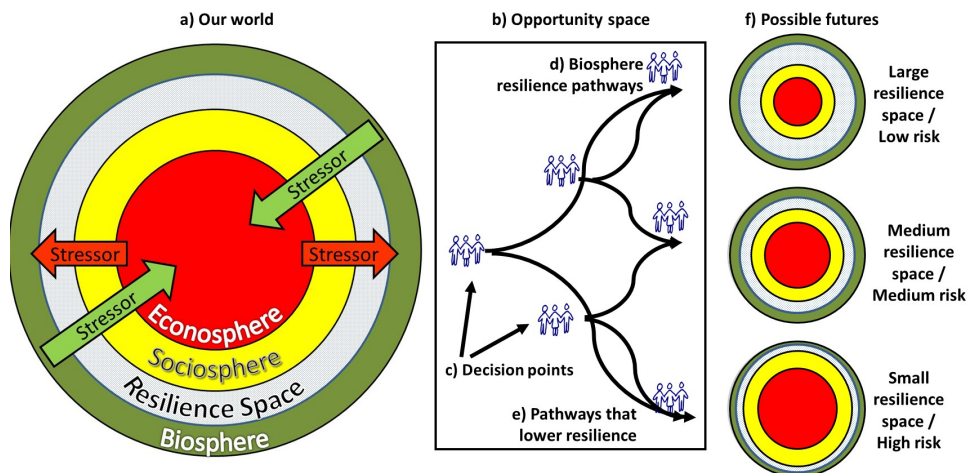 a) Our world
Stressor
Stressor
Stressor
Stressor
Econosphere
Sociosphere
Resilience Space
Biosphere
b) Opportunity space
d) Biosphere
resilience pathways
c) Decision points
e) Pathways that
lower resilience
f) Possible futures
Large
resilience
space /
Low risk
Medium
resilience
space /
Medium risk
Small
resilience
space /
High risk